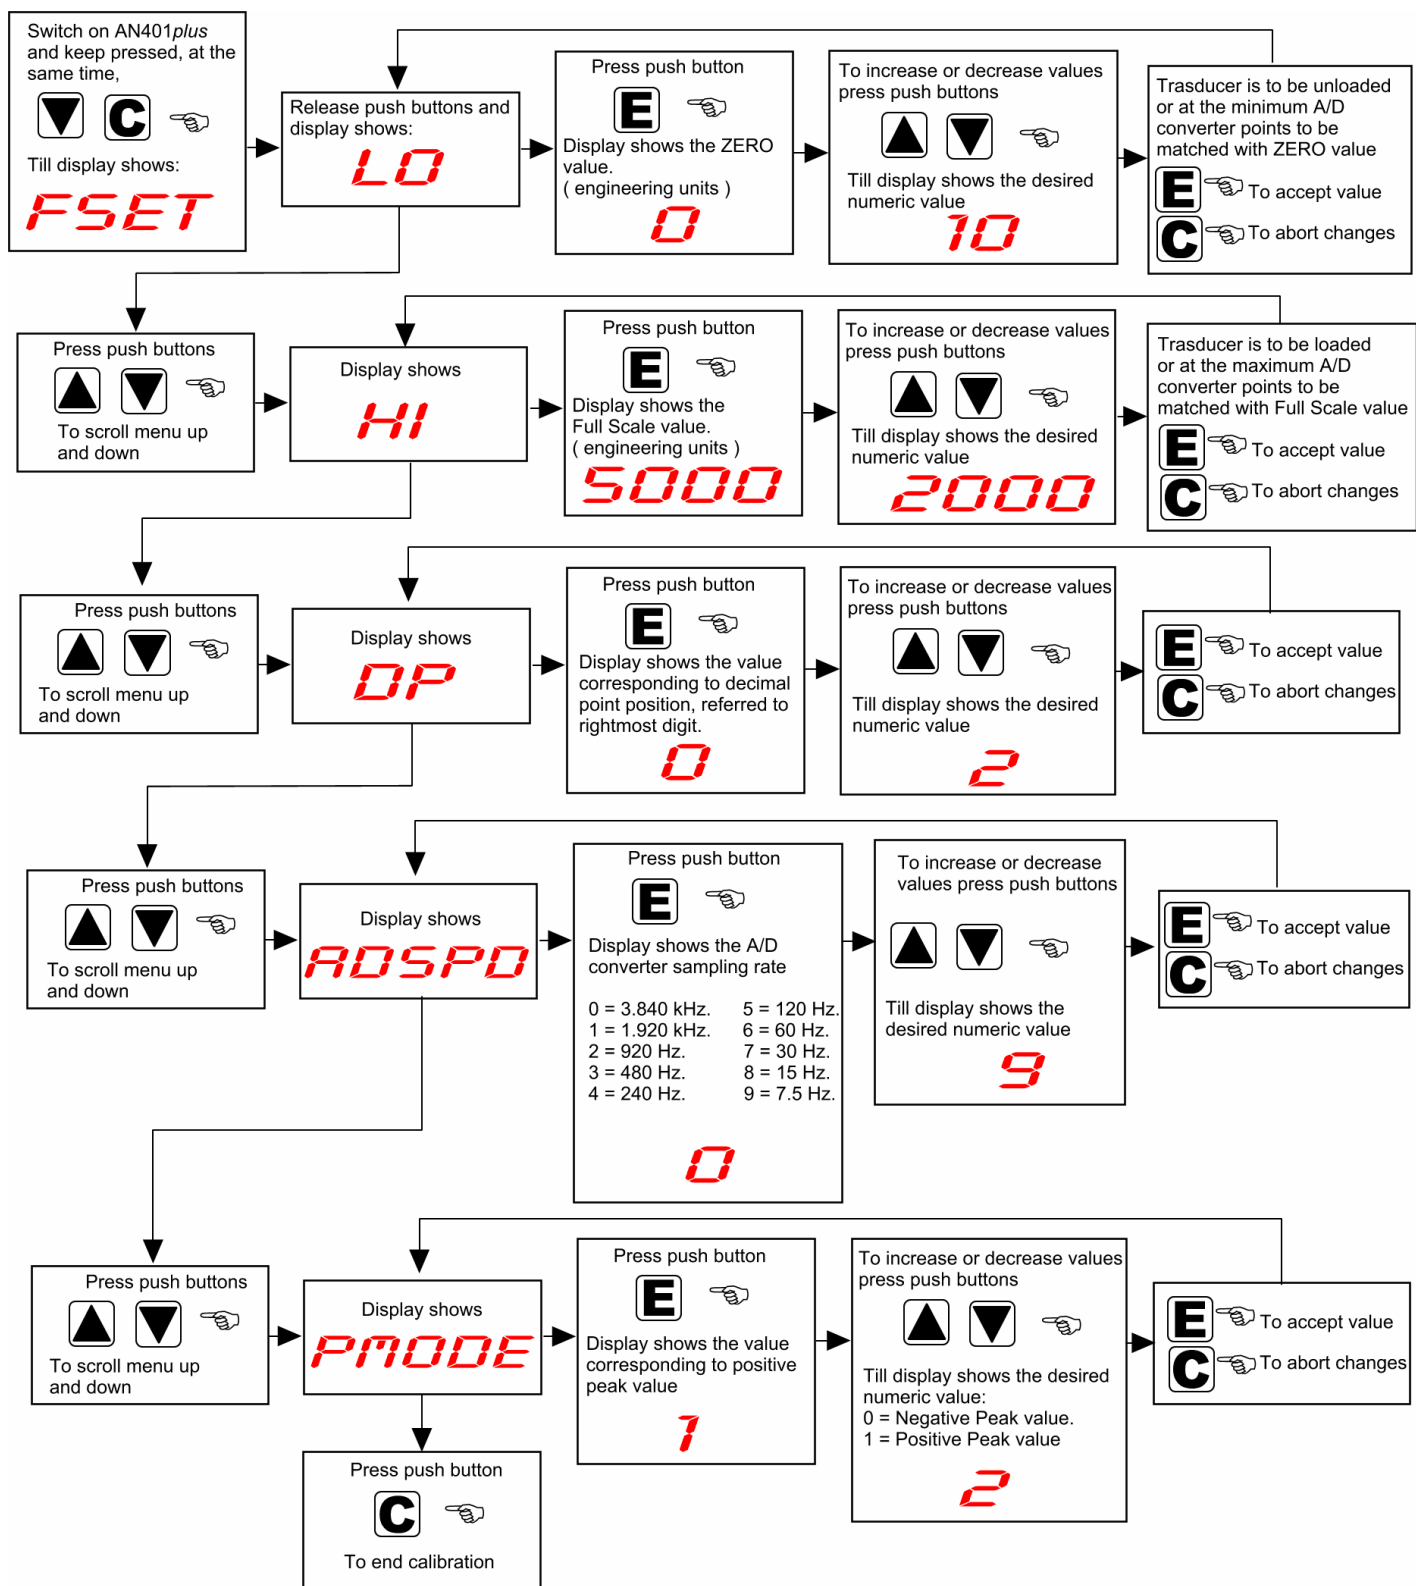 Switch on AN401plus
and keep pressed, at the
same time,
C
Till display shows:
FSET
Release push buttons and
display shows:
LO
Press push button
E
Display shows the ZERO
value.
( engineering units )
0
To increase or decrease values
press push buttons
Till display shows the desired
numeric value
10
Trasducer is to be unloaded
or at the minimum A/D
converter points to be
matched with ZERO value
E To accept value
C To abort changes
Press push buttons
To scroll menu up
and down
Display shows
HI
Press push button
E
Display shows the
Full Scale value.
( engineering units )
5000
To increase or decrease values
press push buttons
Till display shows the desired
numeric value
2000
Trasducer is to be loaded
or at the maximum A/D
converter points to be
matched with Full Scale value
E To accept value
C To abort changes
Press push buttons
To scroll menu up
and down
Display shows
DP
Press push button
E
Display shows the value
corresponding to decimal
point position, referred to
rightmost digit.
0
To increase or decrease values
press push buttons
Till display shows the desired
numeric value
2
E To accept value
C To abort changes
Press push buttons
To scroll menu up
and down
Display shows
ADSPD
Press push button
E
Display shows the A/D
converter sampling rate
0 = 3.840 kHz. 5 = 120 Hz.
1 = 1.920 kHz. 6 = 60 Hz.
2 = 920 Hz. 7 = 30 Hz.
3 = 480 Hz. 8 = 15 Hz.
4 = 240 Hz. 9 = 7.5 Hz.
0
To increase or decrease
values press push buttons
Till display shows the
desired numeric value
9
E To accept value
C To abort changes
Press push buttons
To scroll menu up
and down
Display shows
PMODE
Press push button
E
Display shows the value
corresponding to positive
peak value
1
To increase or decrease values
press push buttons
Till display shows the desired
numeric value:
0 = Negative Peak value.
1 = Positive Peak value
2
E To accept value
C To abort changes
Press push button
C
To end calibration